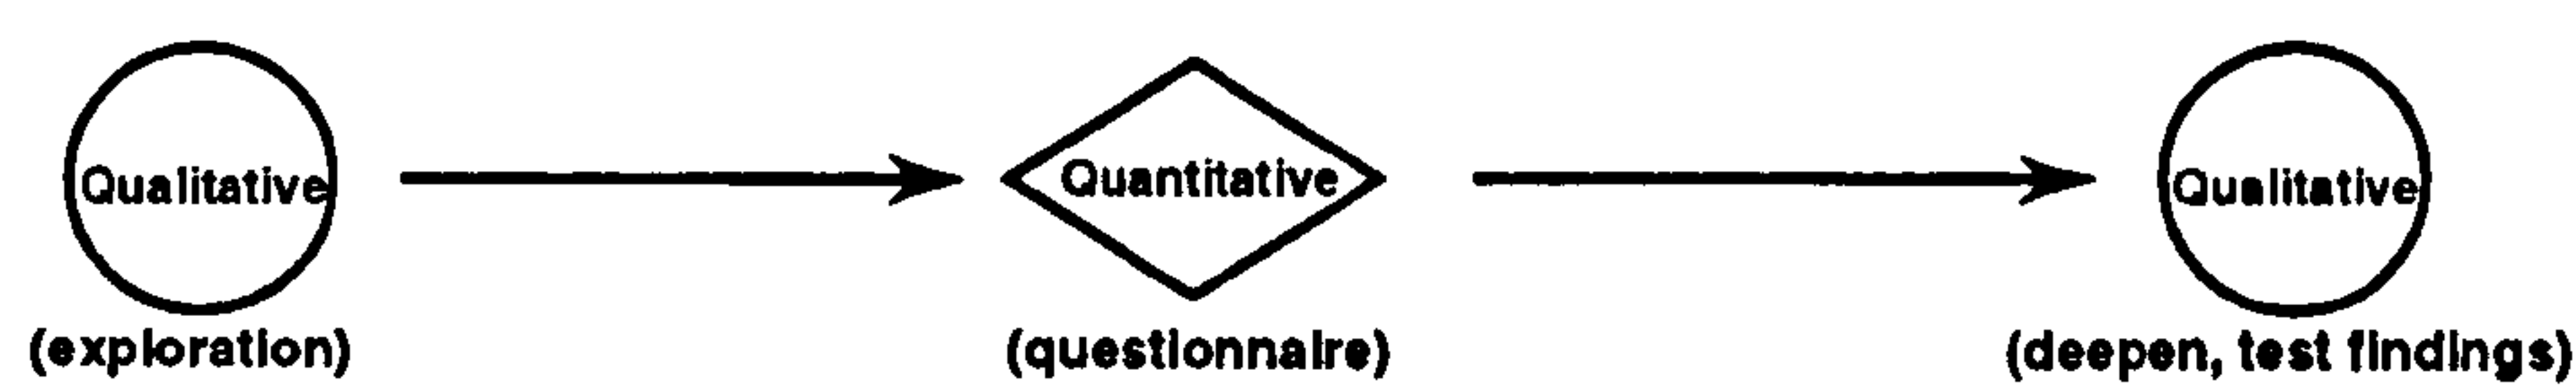 Qualitative
Quantitative
Qualitative
(exploration)
(questionnaire)
(deepen, test findings)